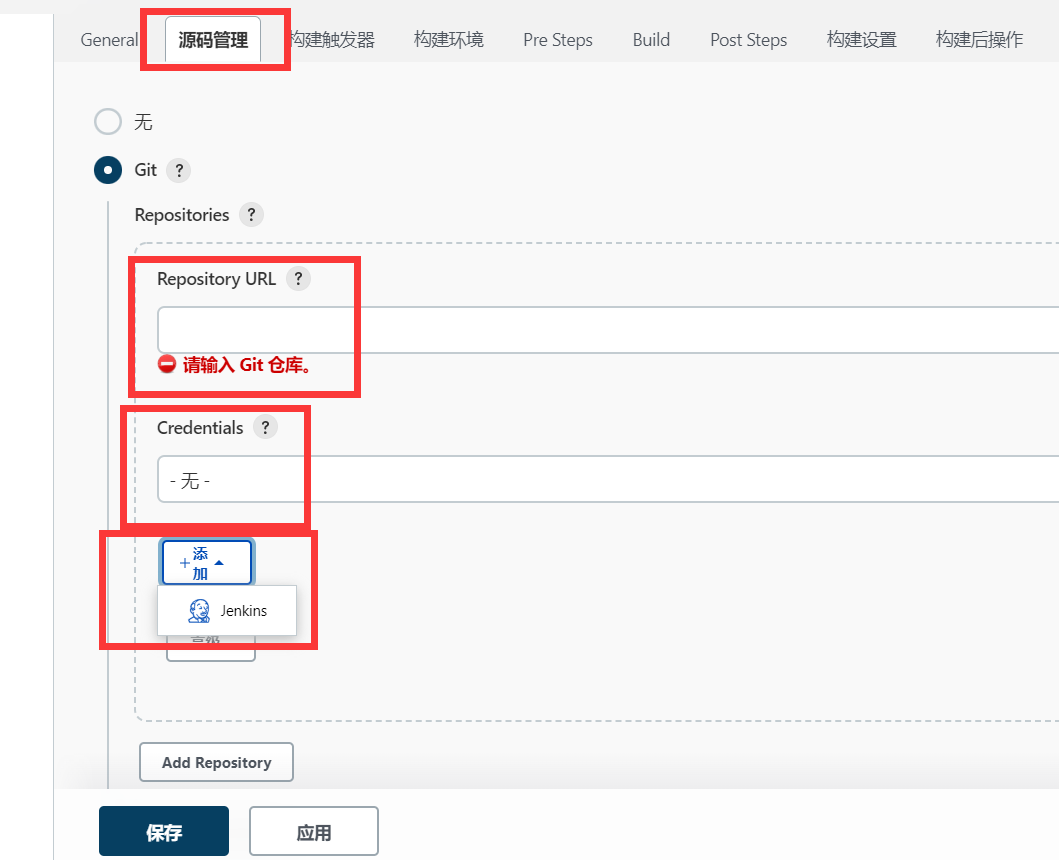 General 源码管理 构建触发器 构建环境 Pre Steps Build Post Steps 构建设置 构建后操作
无
Git ?
Repositories ?
Repository URL ?
请输入 Git 仓库。
Credentials ?
- 无 -
+ 添
加
Jenkins
高级
Add Repository
保存 应用